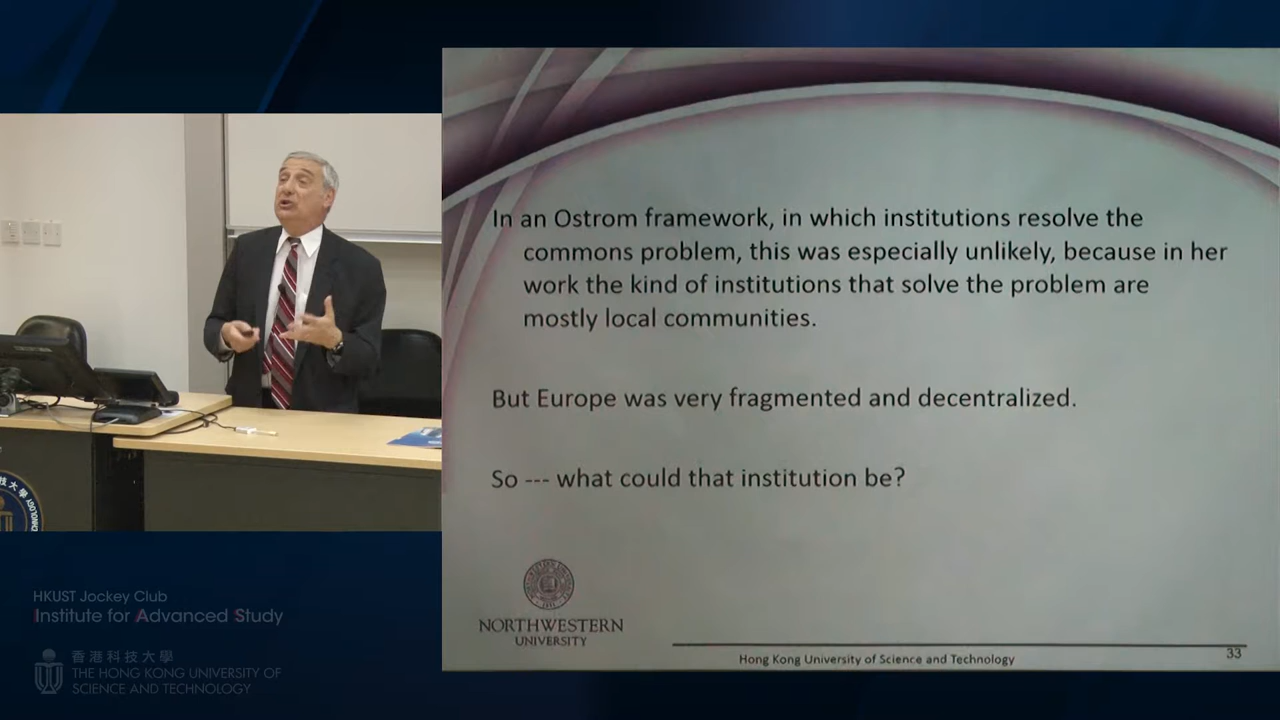 In an Ostrom framework, in which institutions resolve the
commons problem, this was especially unlikely, because in her
work the kind of institutions that solve the problem are
mostly local communities.
But Europe was very fragmented and decentralized.
So --- what could that institution be?
NORTHWESTERN
UNIVERSITY
Hong Kong University of Science and Technology
33
HKUST Jockey Club
Institute for Advanced Study
香港科技大學
THE HONG KONG UNIVERSITY OF
SCIENCE AND TECHNOLOGY